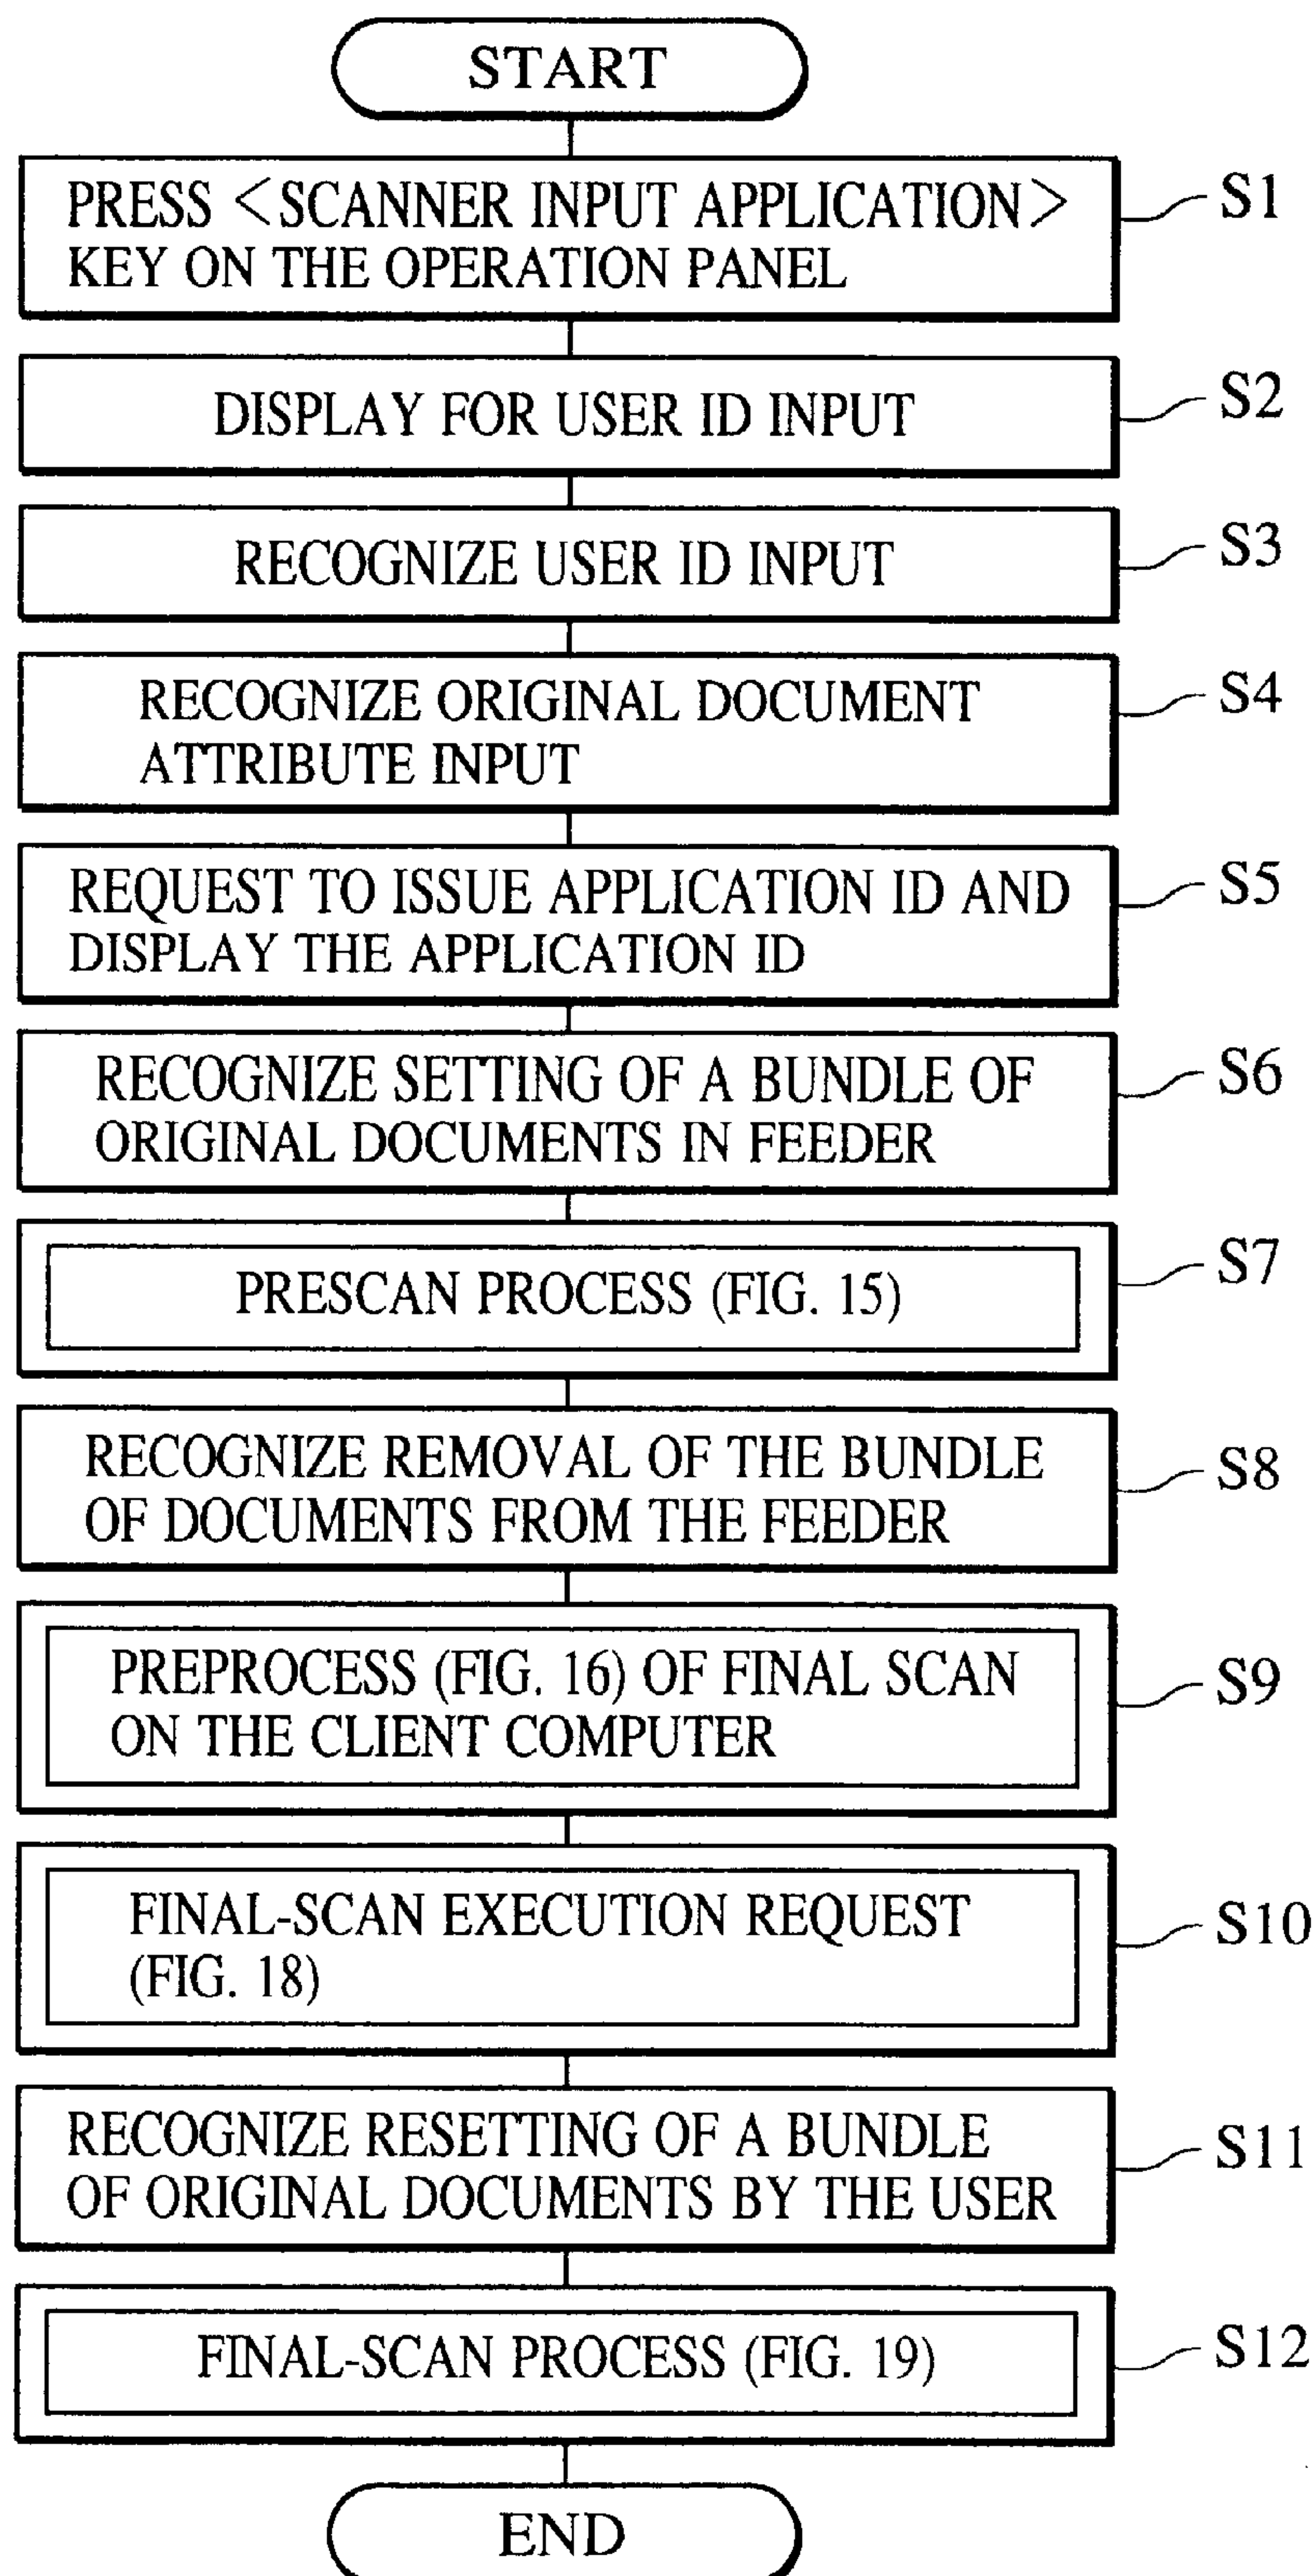 START
PRESS <SCANNER INPUT APPLICATION>
KEY ON THE OPERATION PANEL
S1
DISPLAY FOR USER ID INPUT
S2
RECOGNIZE USER ID INPUT
S3
RECOGNIZE ORIGINAL DOCUMENT
ATTRIBUTE INPUT
S4
REQUEST TO ISSUE APPLICATION ID AND
DISPLAY THE APPLICATION ID
S5
RECOGNIZE SETTING OF A BUNDLE OF
ORIGINAL DOCUMENTS IN FEEDER
S6
PRESCAN PROCESS (FIG. 15)
S7
RECOGNIZE REMOVAL OF THE BUNDLE
OF DOCUMENTS FROM THE FEEDER
S8
PREPROCESS (FIG. 16) OF FINAL SCAN
ON THE CLIENT COMPUTER
S9
FINAL-SCAN EXECUTION REQUEST
(FIG. 18)
S10
RECOGNIZE RESETTING OF A BUNDLE
OF ORIGINAL DOCUMENTS BY THE USER
S11
FINAL-SCAN PROCESS (FIG. 19)
S12
END